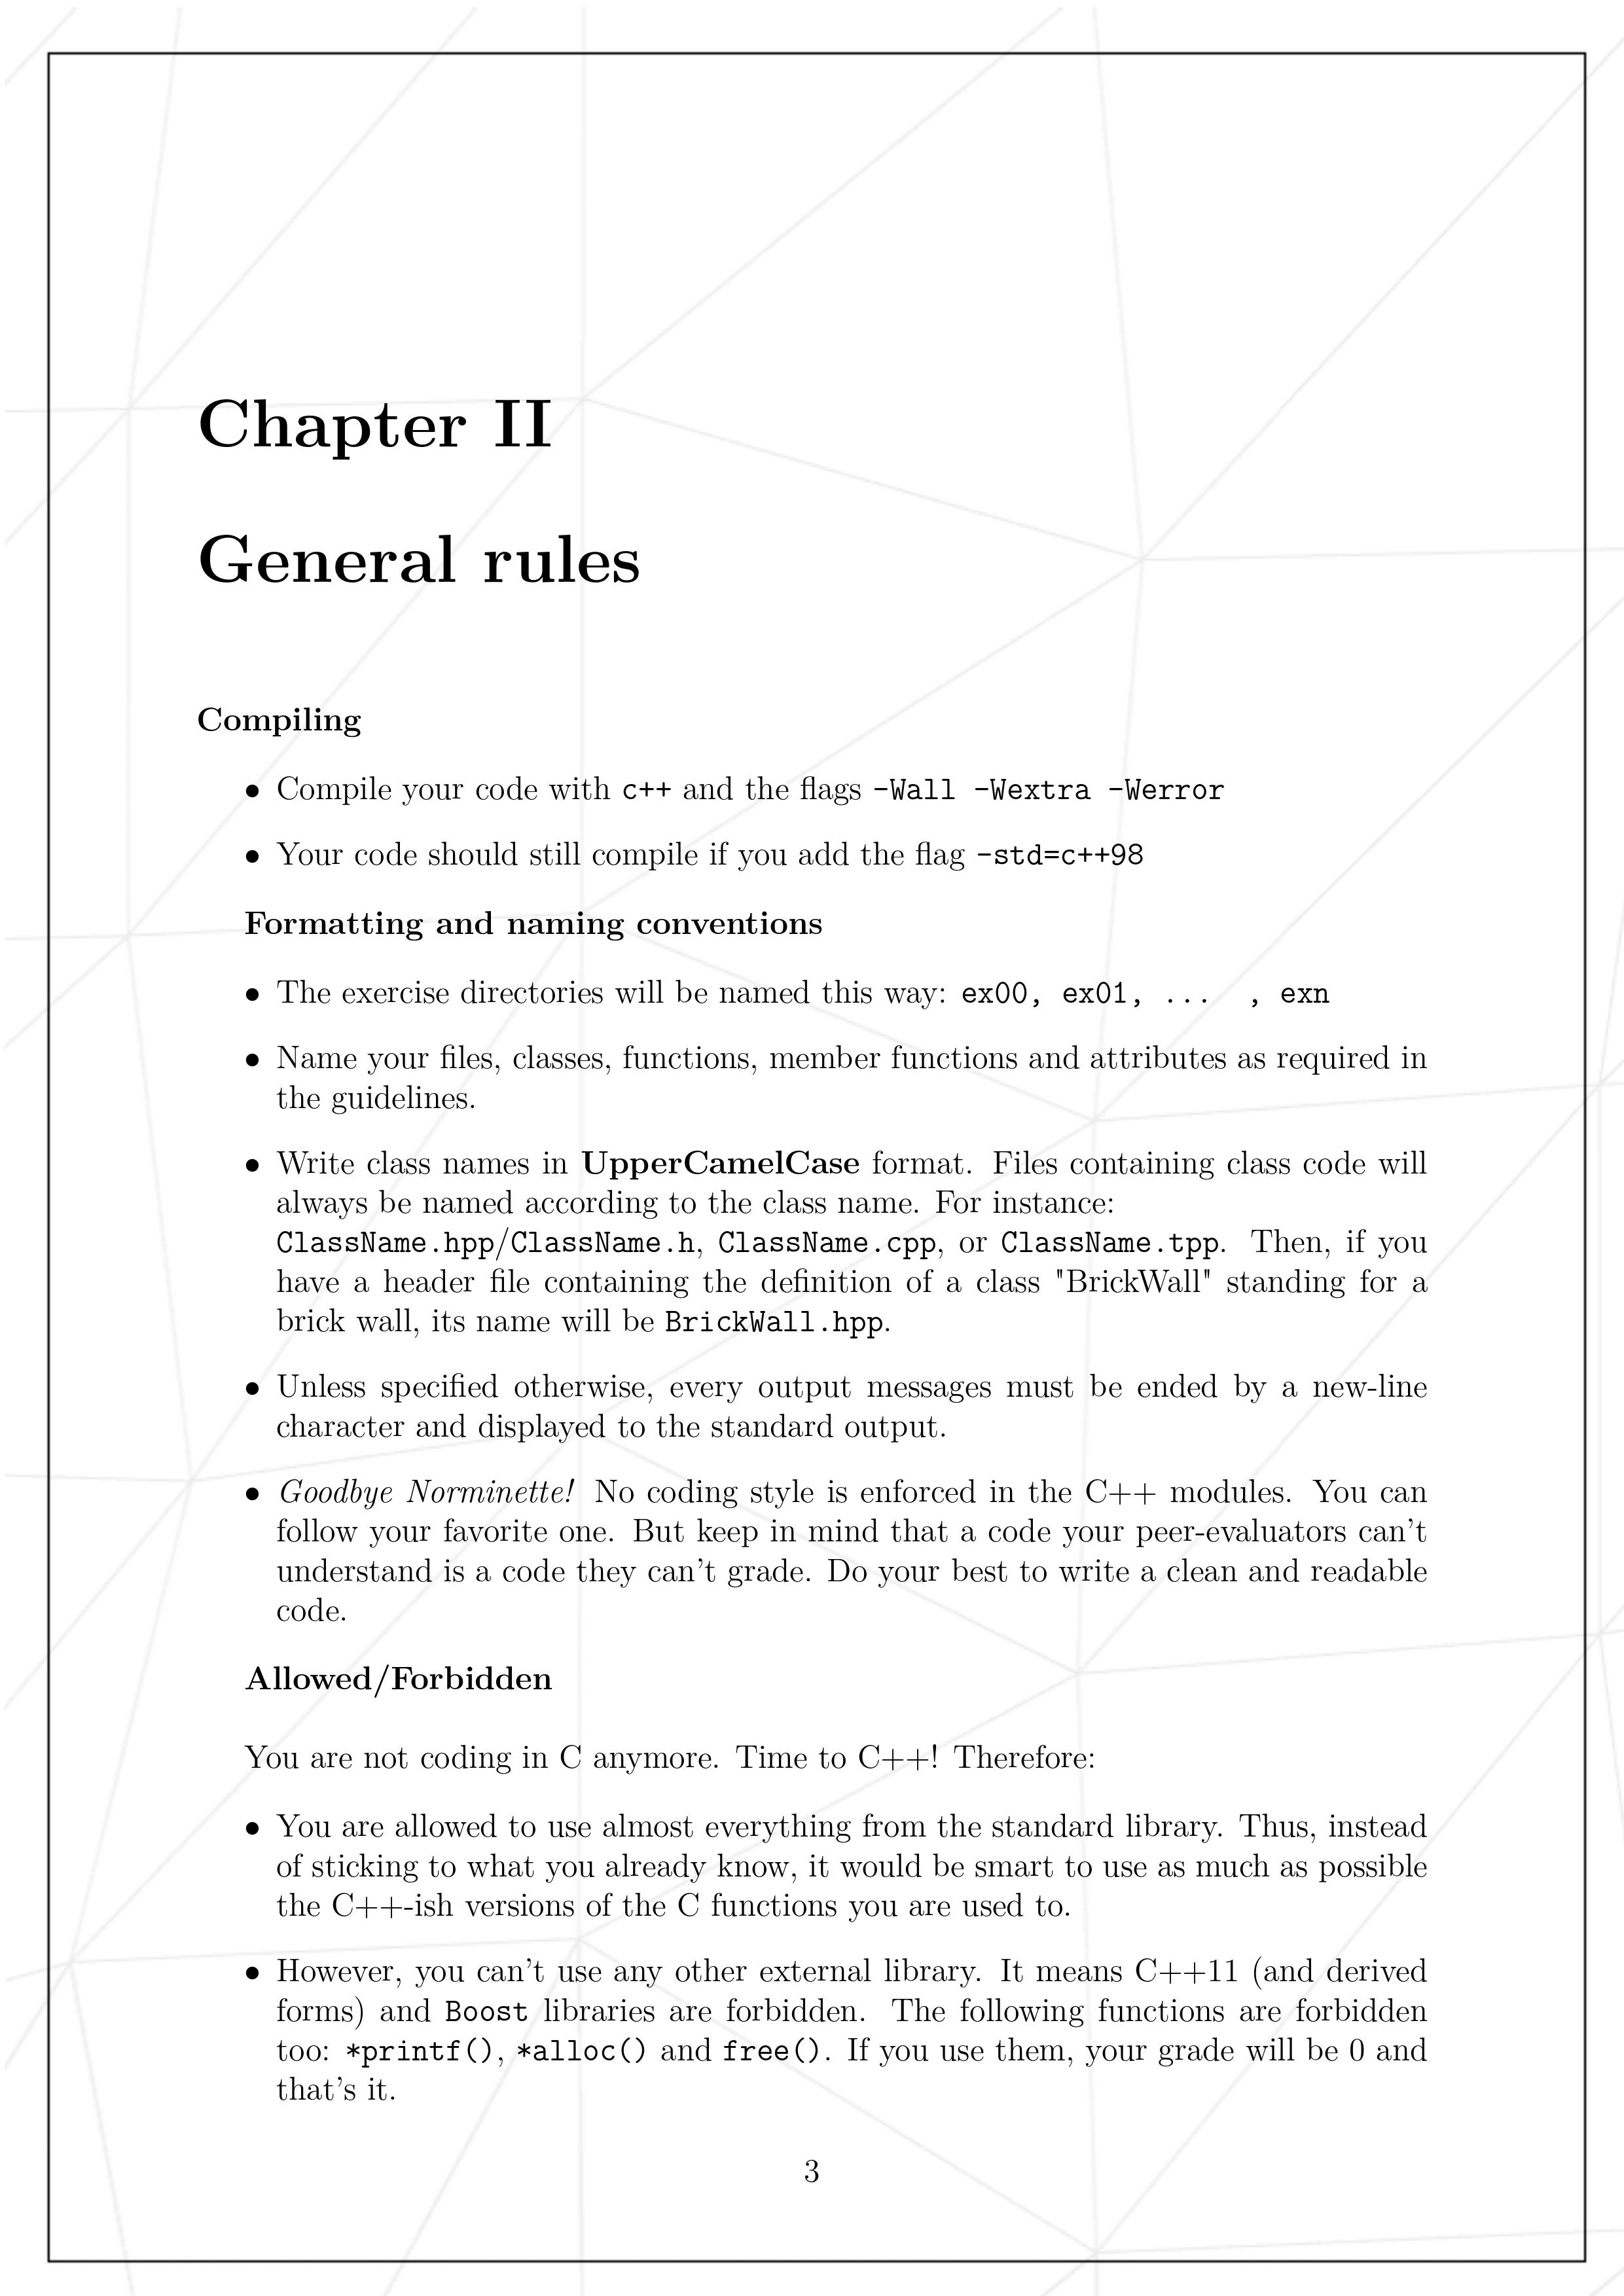 Chapter II
General rules
Compiling
• Compile your code with c++ and the flags -Wall -Wextra -Werror
• Your code should still compile if you add the flag -std=c++98
Formatting and naming conventions
• The exercise directories will be named this way: ex00, ex01, ... , exn
• Name your files, classes, functions, member functions and attributes as required in
the guidelines.
• Write class names in UpperCamelCase format. Files containing class code will
always be named according to the class name. For instance:
ClassName.hpp/ClassName.h, ClassName.cpp, or ClassName.tpp. Then, if you
have a header file containing the definition of a class "BrickWall" standing for a
brick wall, its name will be BrickWall.hpp.
• Unless specified otherwise, every output messages must be ended by a new-line
character and displayed to the standard output.
• Goodbye Norminette! No coding style is enforced in the C++ modules. You can
follow your favorite one. But keep in mind that a code your peer-evaluators can't
understand is a code they can't grade. Do your best to write a clean and readable
code.
Allowed/Forbidden
You are not coding in C anymore. Time to C++! Therefore:
• You are allowed to use almost everything from the standard library. Thus, instead
of sticking to what you already know, it would be smart to use as much as possible
the C++-ish versions of the C functions you are used to.
• However, you can't use any other external library. It means C++11 (and derived
forms) and Boost libraries are forbidden. The following functions are forbidden
too: *printf(), *alloc() and free(). If you use them, your grade will be 0 and
that's it.
3